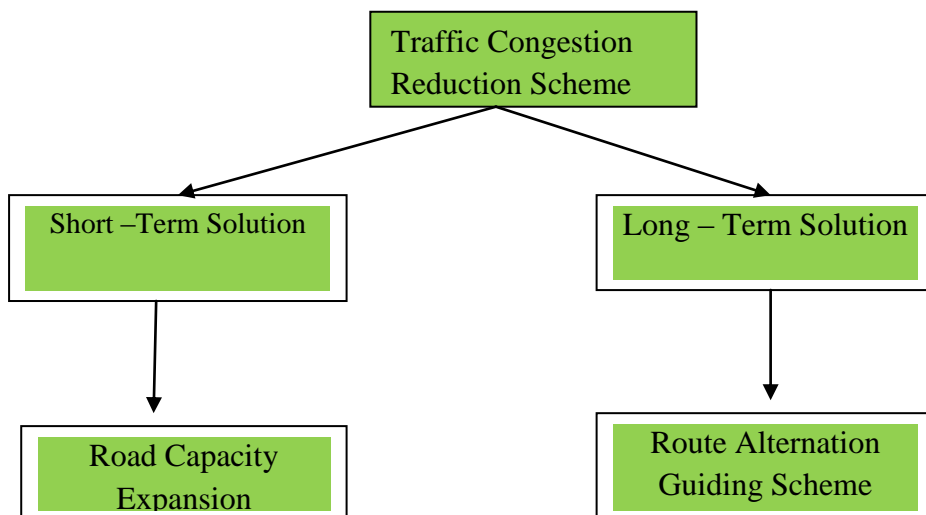 Traffic Congestion
Reduction Scheme
Short –Term Solution
Long – Term Solution
Road Capacity
Expansion
Route Alternation
Guiding Scheme